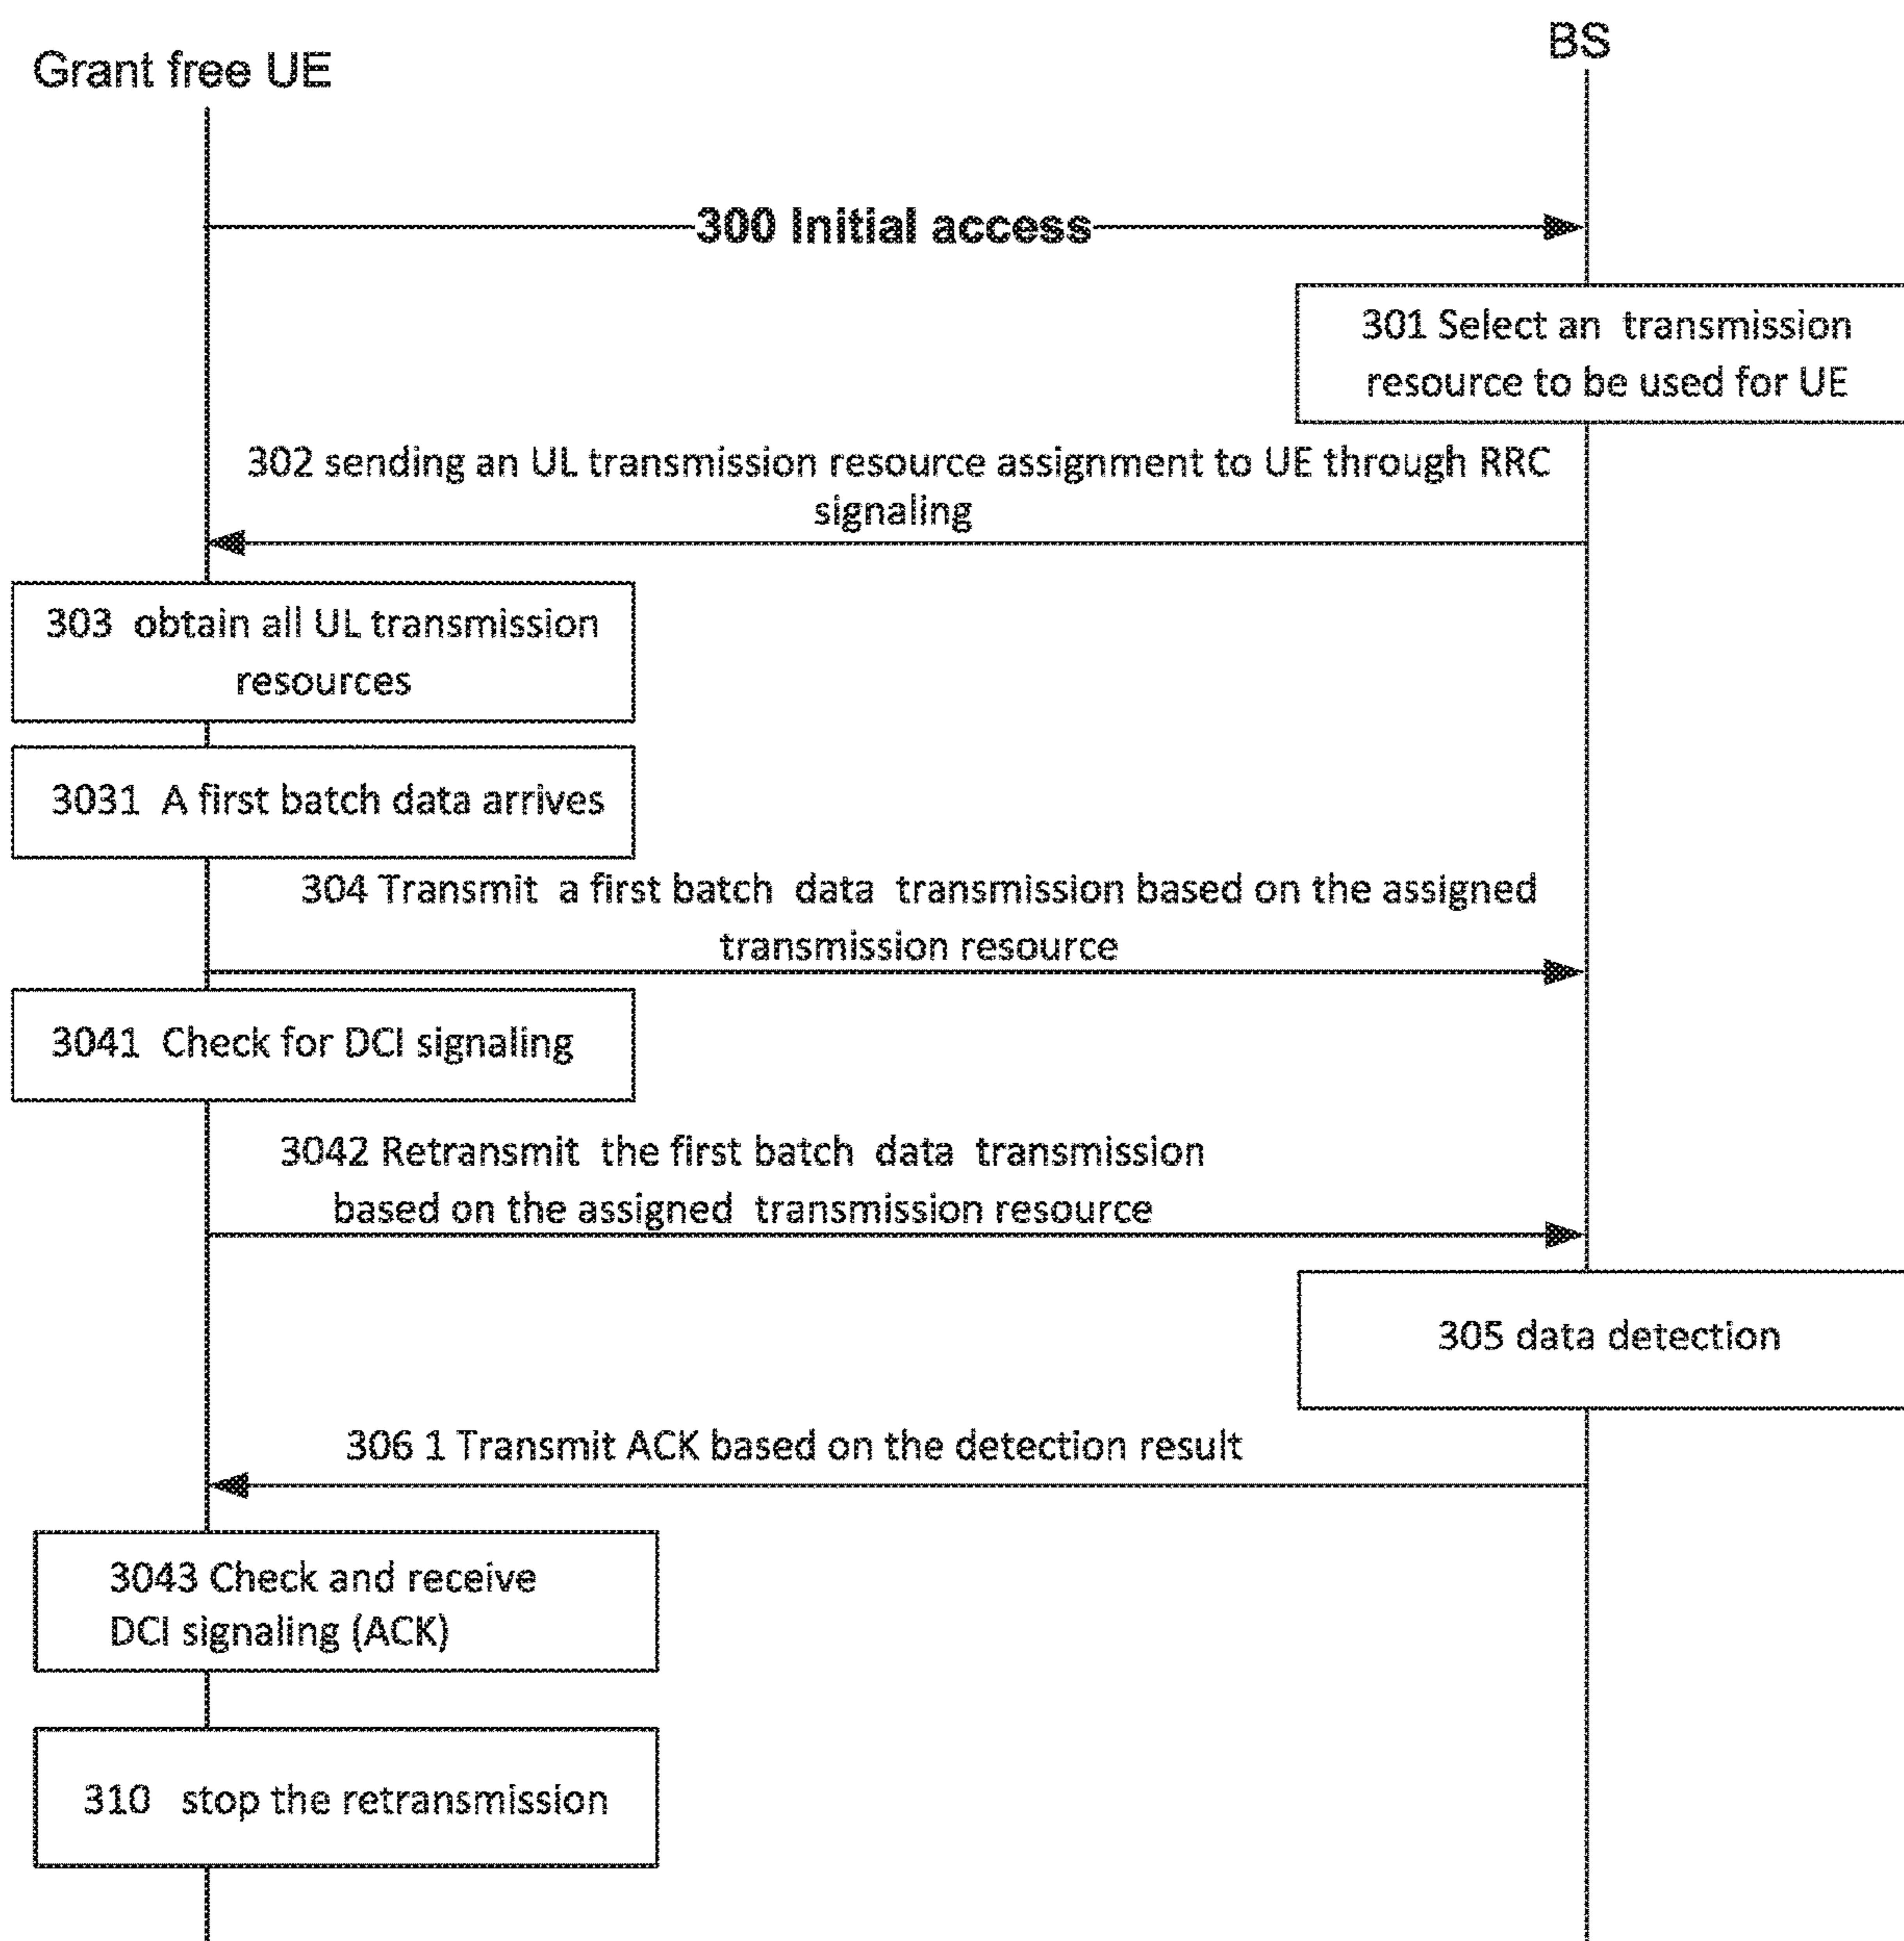 Grant free UE
BS
300 Initial access
301 Select an transmission
resource to be used for UE
302 sending an UL transmission resource assignment to UE through RRC
signaling
303 obtain all UL transmission
resources
3031 A first batch data arrives
304 Transmit a first batch data transmission based on the assigned
transmission resource
3041 Check for DCI signaling
3042 Retransmit the first batch data transmission
based on the assigned transmission resource
305 data detection
306 1 Transmit ACK based on the detection result
3043 Check and receive
DCI signaling (ACK)
310 stop the retransmission